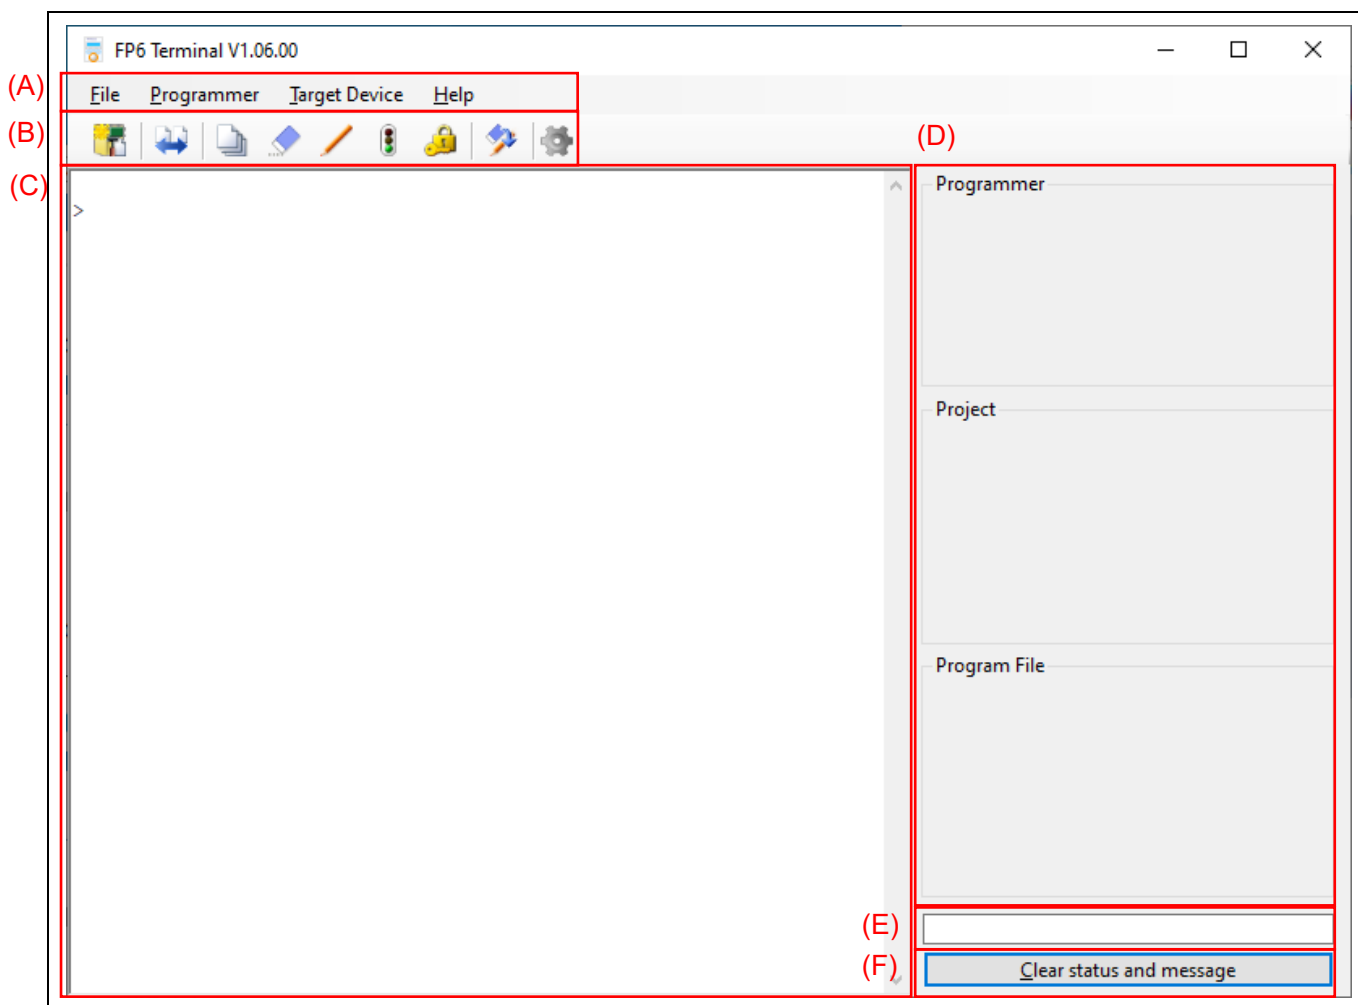 FP6 Terminal V1.06.00
(A)
File Programmer Target Device Help
(B)
(D)
(C)
Programmer
>
Project
Program File
(E)
(F)
Clear status and message